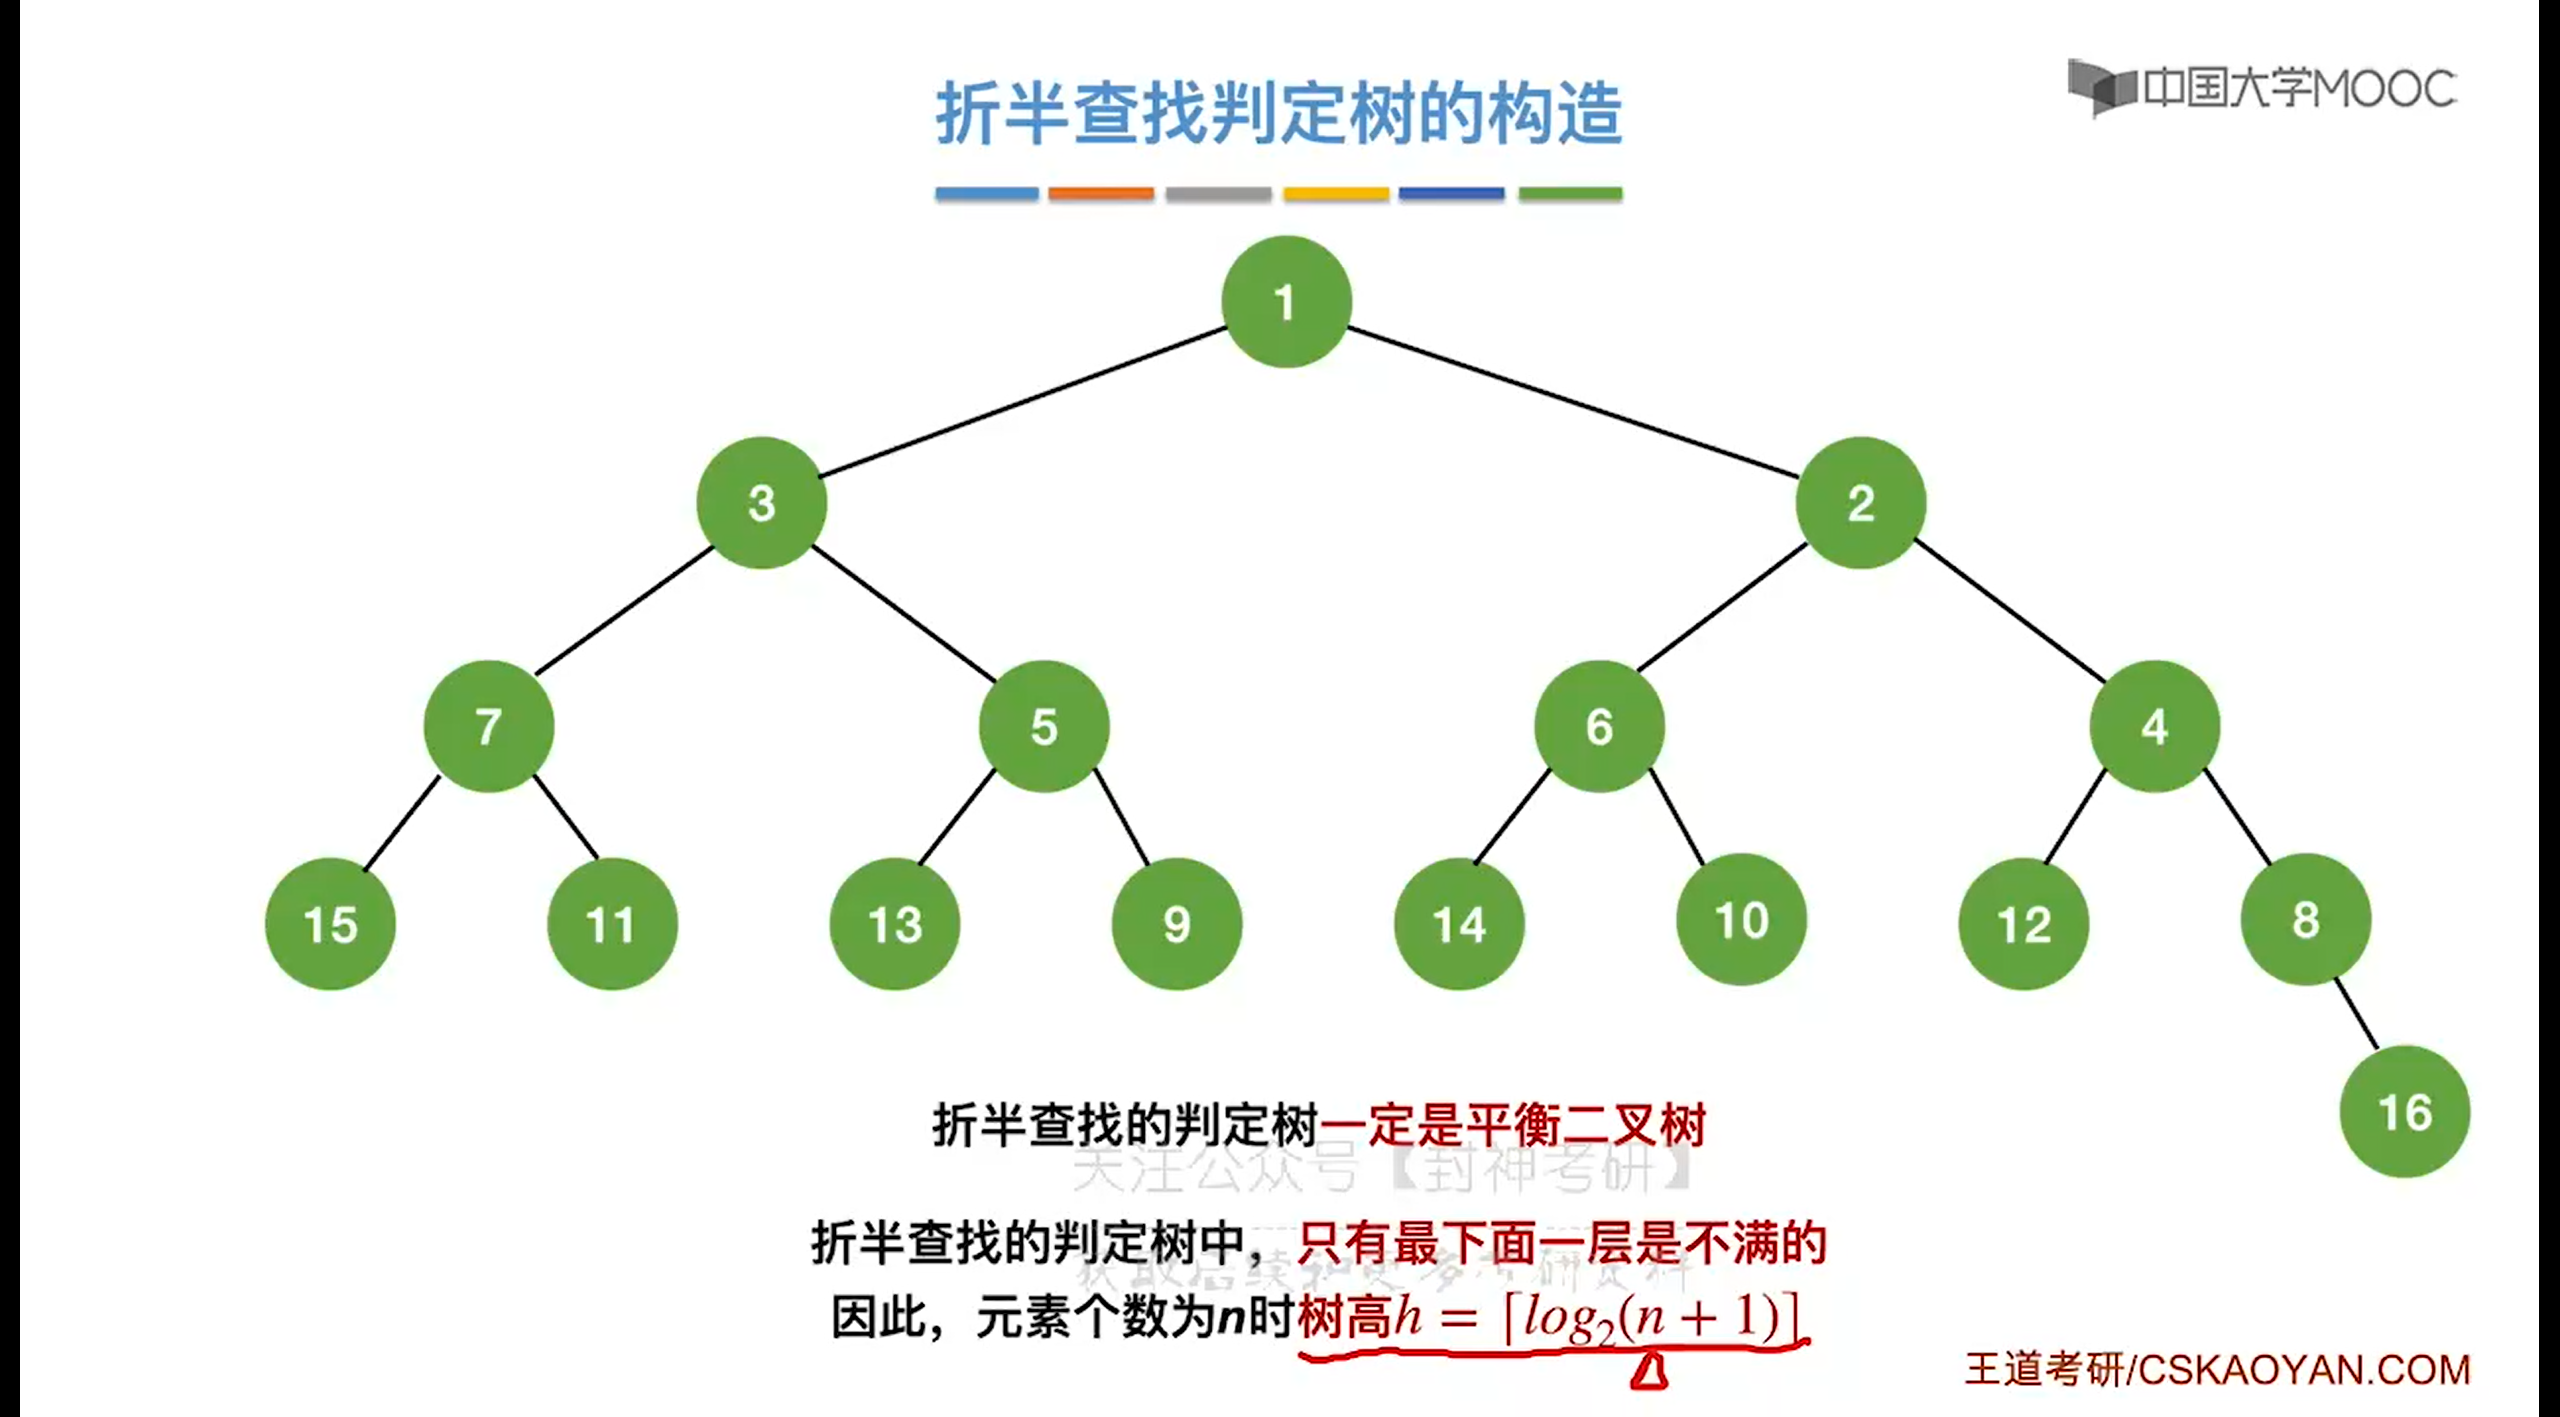 折半查找判定树的构造
中国大学MOOC
1
3
2
7
5
6
4
15
11
13
9
14
10
12
8
16
折半查找的判定树一定是平衡二叉树
关注公众号【封神考研】
折半查找的判定树中，只有最下面一层是不满的
获取后续和更多考研资料
因此，元素个数为n时树高h = ⌈log₂(n + 1)⌉
王道考研/CSKAOYAN.COM